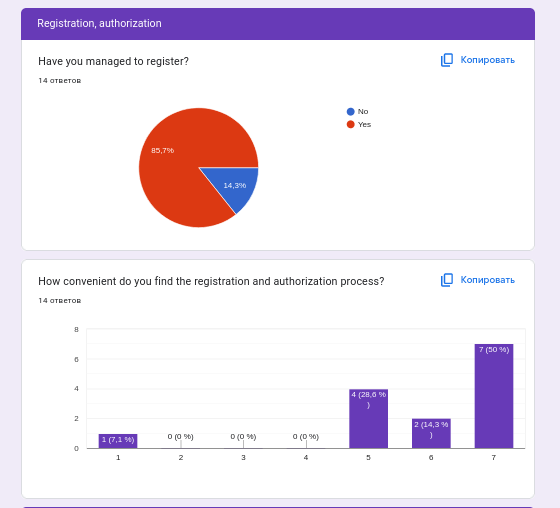 Registration, authorization
Have you managed to register?
Копировать
14 ответов
No
Yes
85,7%
14,3%
How convenient do you find the registration and authorization process?
Копировать
14 ответов
8
6
4
2
0
1 (7,1 %)
0 (0 %)
0 (0 %)
0 (0 %)
4 (28,6 %
)
2 (14,3 %
)
7 (50 %)
1
2
3
4
5
6
7